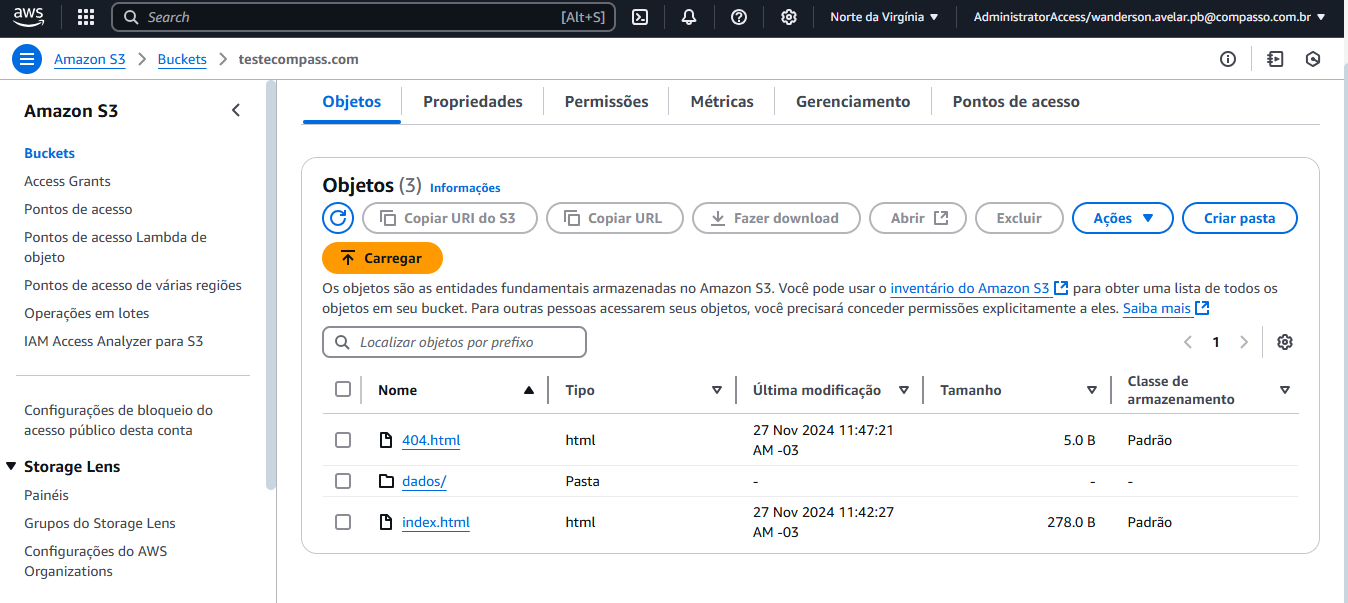 aws
Search [Alt+S]
Norte da Virgínia
AdministratorAccess/wanderson.avelar.pb@compasso.com.br
Amazon S3 > Buckets > testecompass.com
Amazon S3
Buckets
Access Grants
Pontos de acesso
Pontos de acesso Lambda de
objeto
Pontos de acesso de várias regiões
Operações em lotes
IAM Access Analyzer para S3
Configurações de bloqueio do
acesso público desta conta
Storage Lens
Painéis
Grupos do Storage Lens
Configurações do AWS
Organizations
Objetos Propriedades Permissões Métricas Gerenciamento Pontos de acesso
Objetos (3) Informações
Copiar URI do S3 Copiar URL Fazer download Abrir Excluir Ações Criar pasta
Carregar
Os objetos são as entidades fundamentais armazenadas no Amazon S3. Você pode usar o inventário do Amazon S3 para obter uma lista de todos os
objetos em seu bucket. Para outras pessoas acessarem seus objetos, você precisará conceder permissões explicitamente a eles. Saiba mais
Localizar objetos por prefixo
1
Nome Tipo Última modificação Tamanho Classe de
armazenamento
404.html html 27 Nov 2024 11:47:21
AM -03 5.0 B Padrão
dados/ Pasta - - -
index.html html 27 Nov 2024 11:42:27
AM -03 278.0 B Padrão